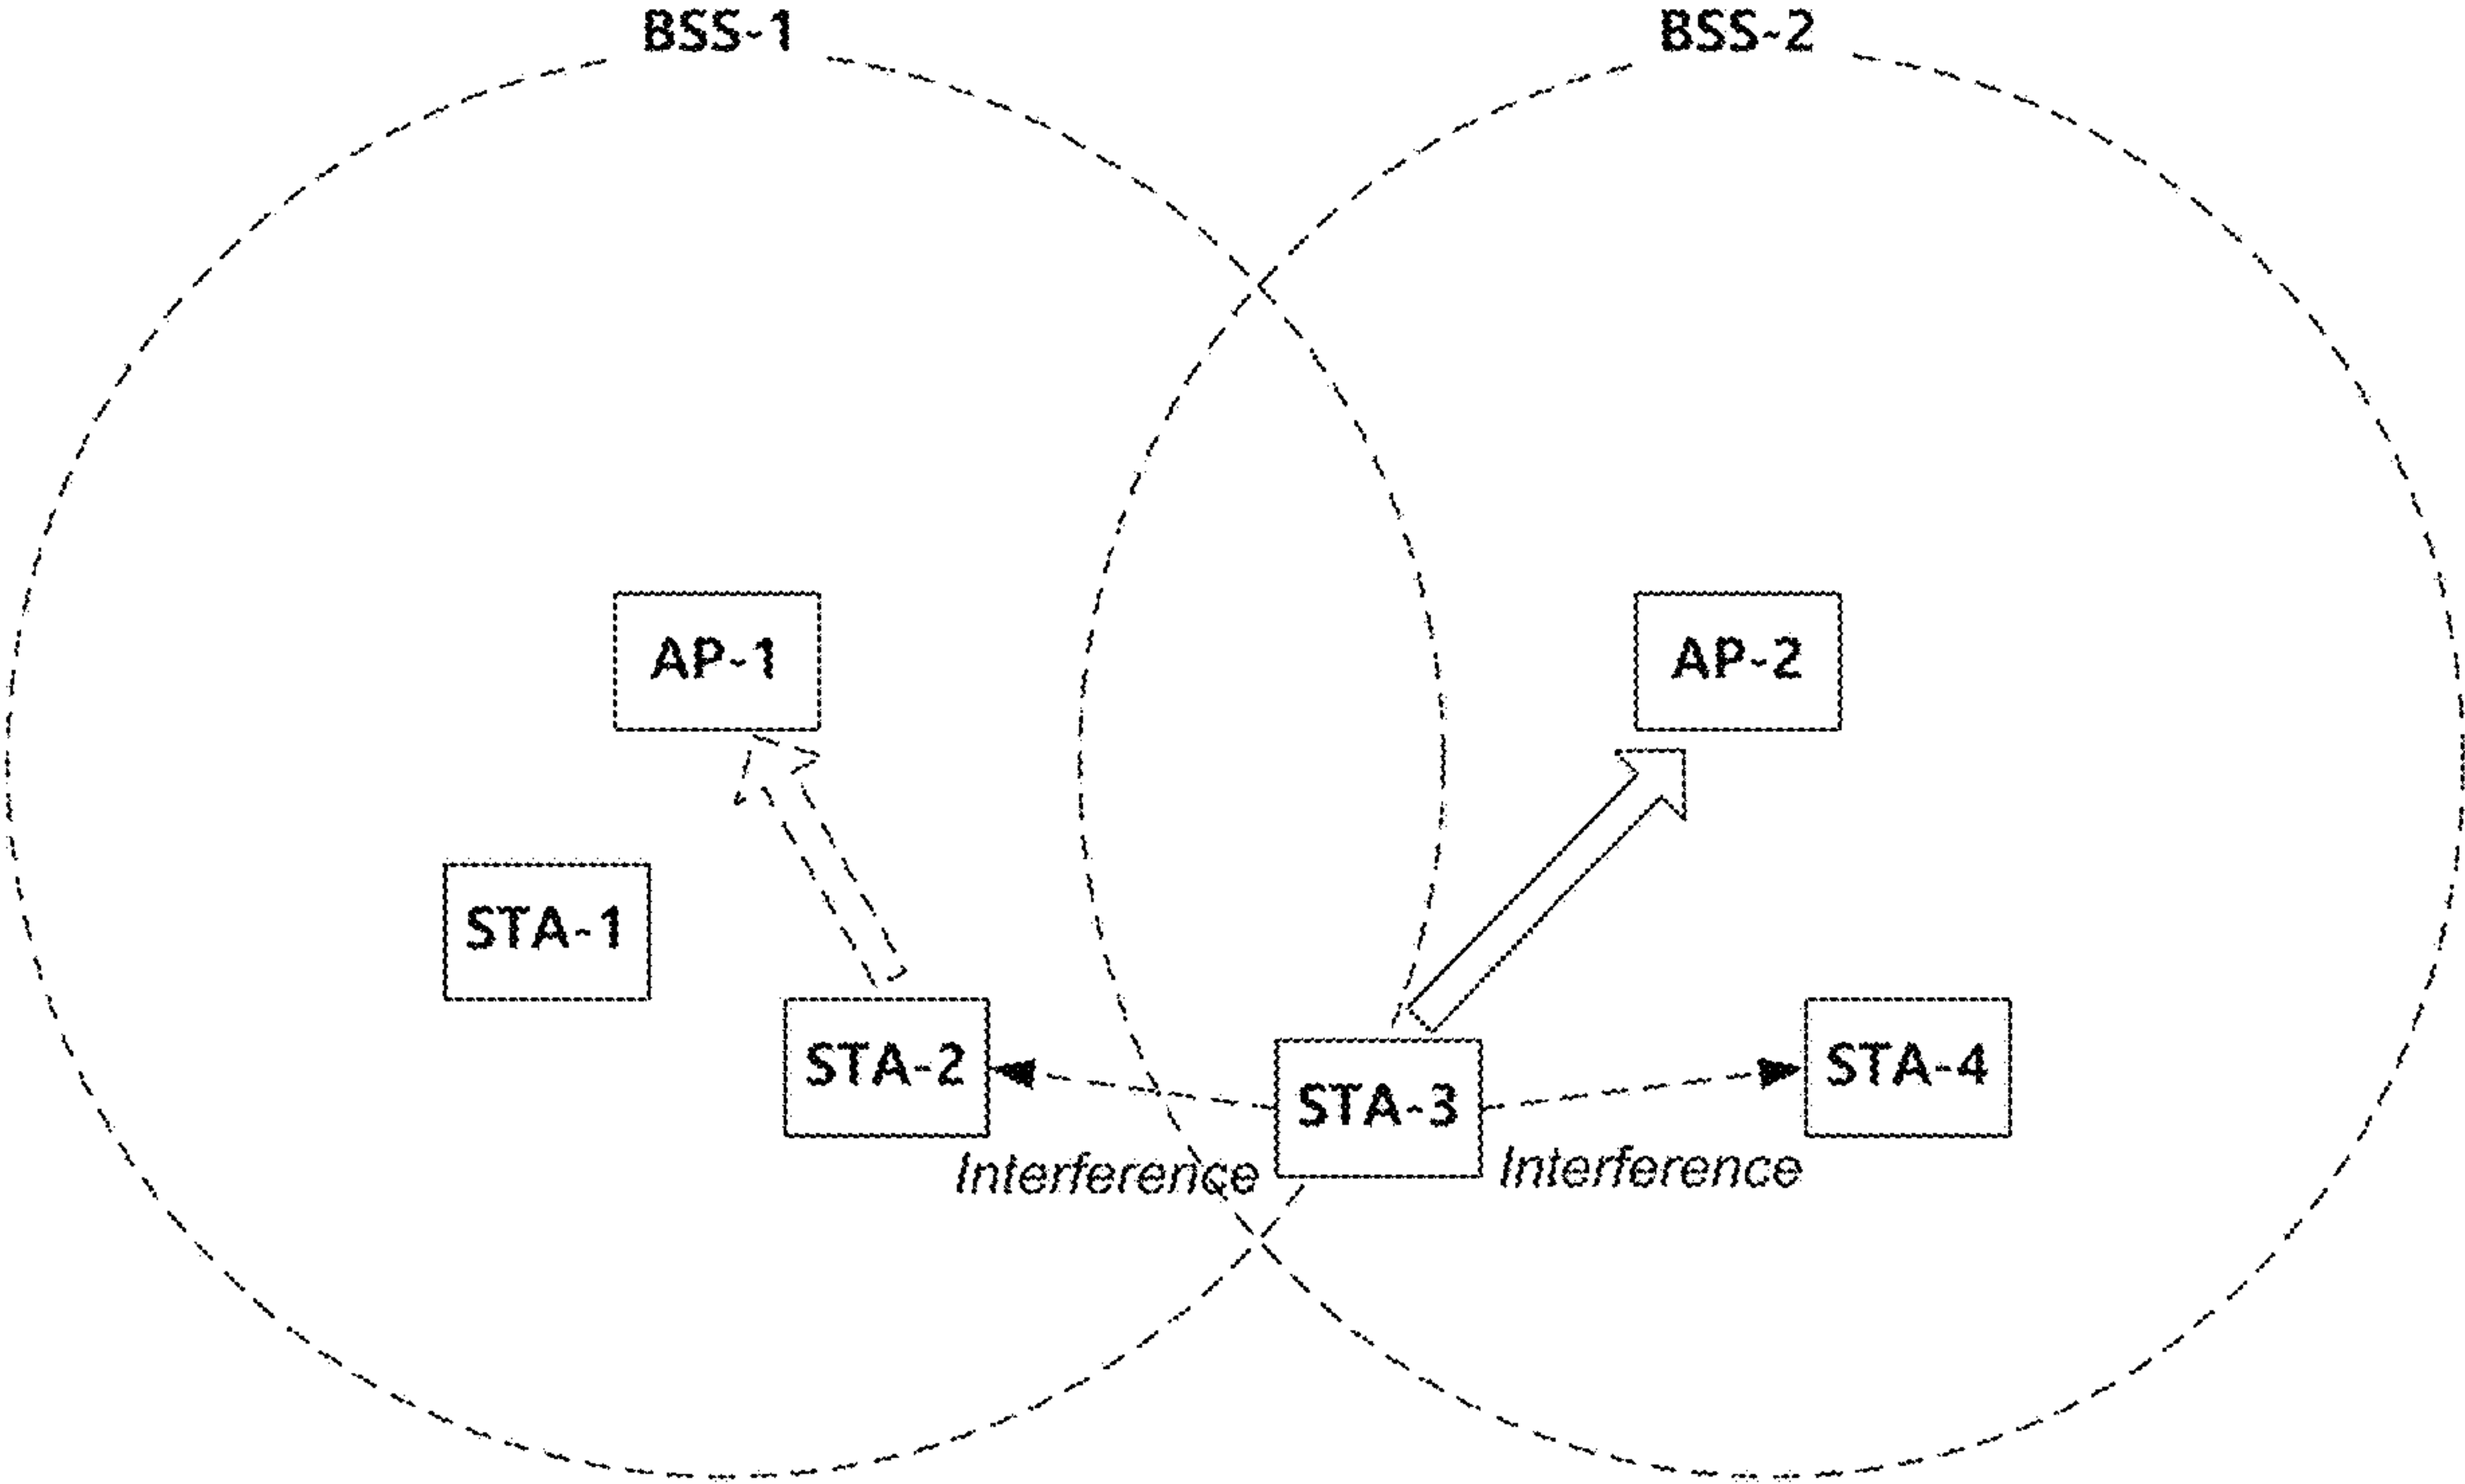 BSS-1
BSS-2
AP-1
AP-2
STA-1
STA-2
STA-3
STA-4
Interference
Interference